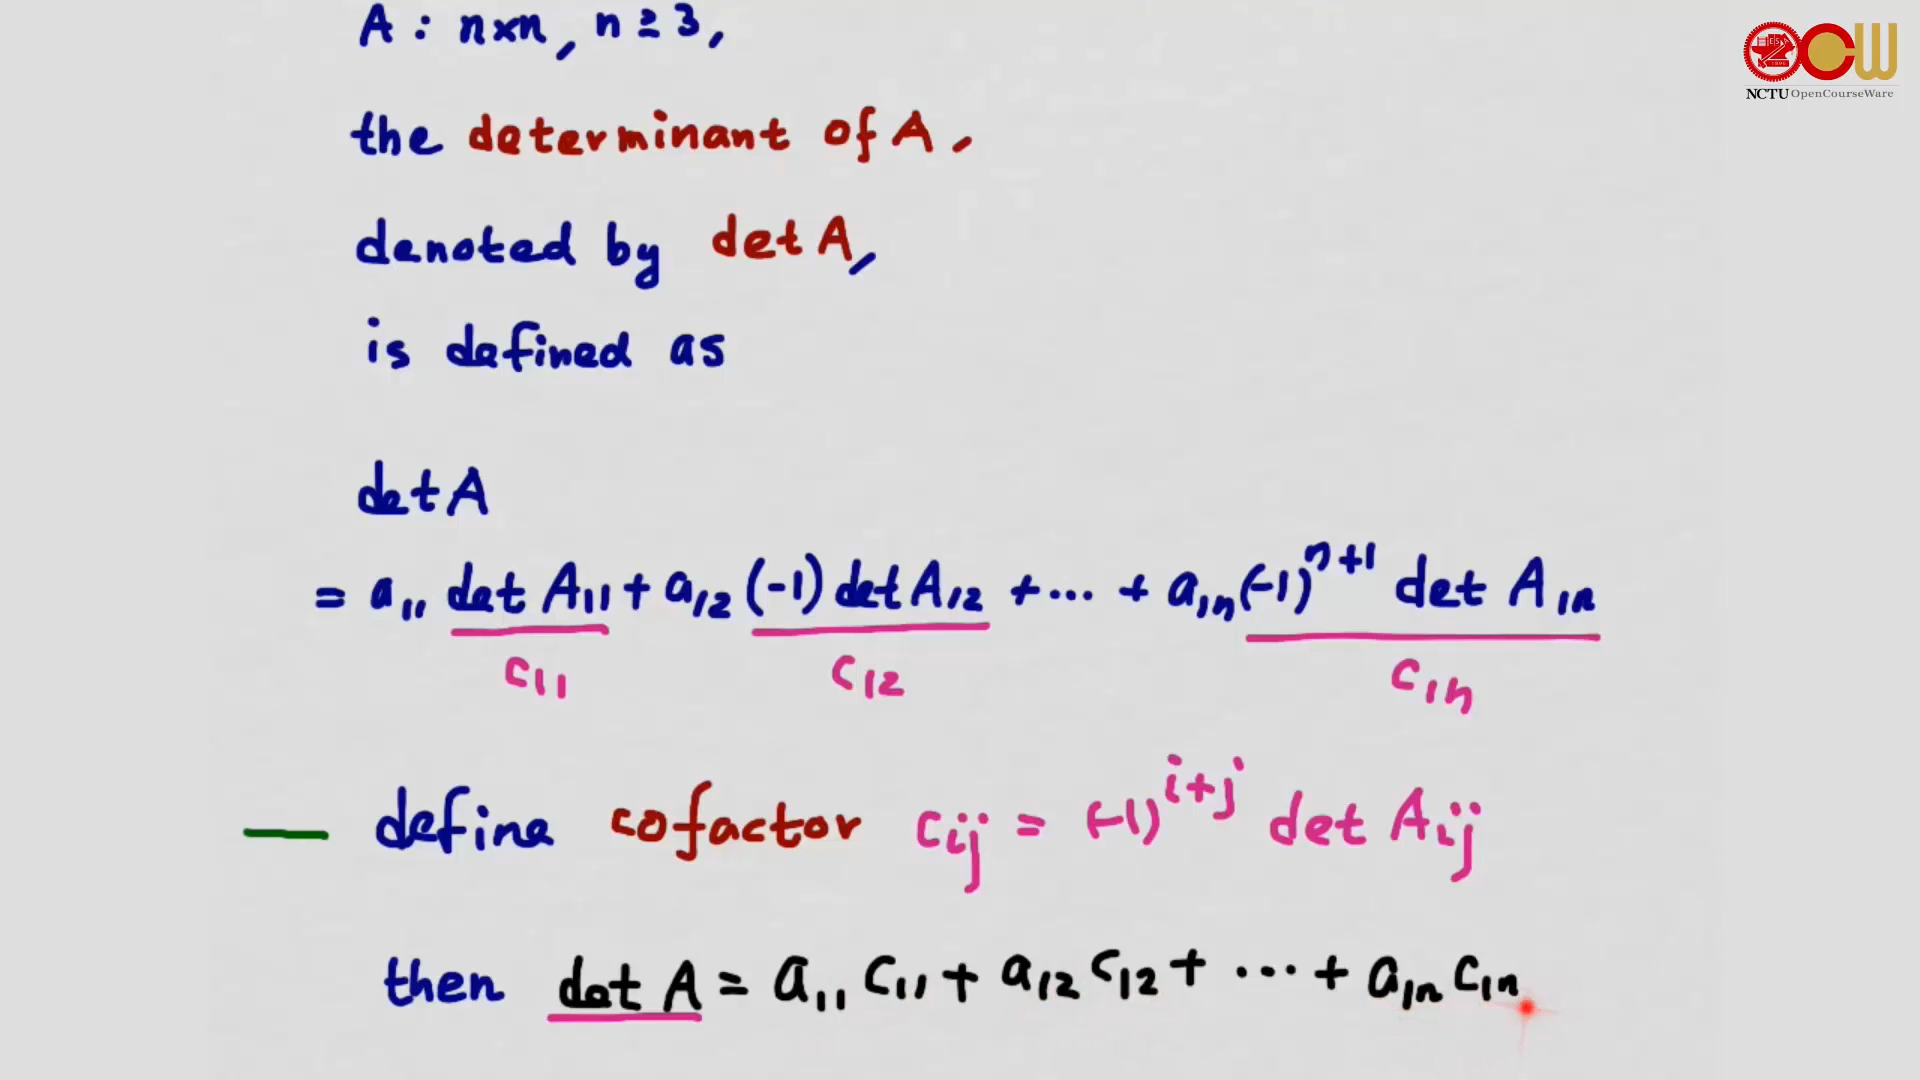 A : n×n, n ≥ 3,
NCTU OpenCourseWare
the determinant of A,
denoted by det A,
is defined as
det A
= a₁₁ det A₁₁ + a₁₂ (-1) det A₁₂ + ... + a₁ₙ (-1)ⁿ⁺¹ det A₁ₙ
c₁₁ c₁₂ c₁ₙ
— define cofactor cᵢⱼ = (-1)ⁱ⁺ʲ det Aᵢⱼ
then det A = a₁₁ c₁₁ + a₁₂ c₁₂ + ... + a₁ₙ c₁ₙ